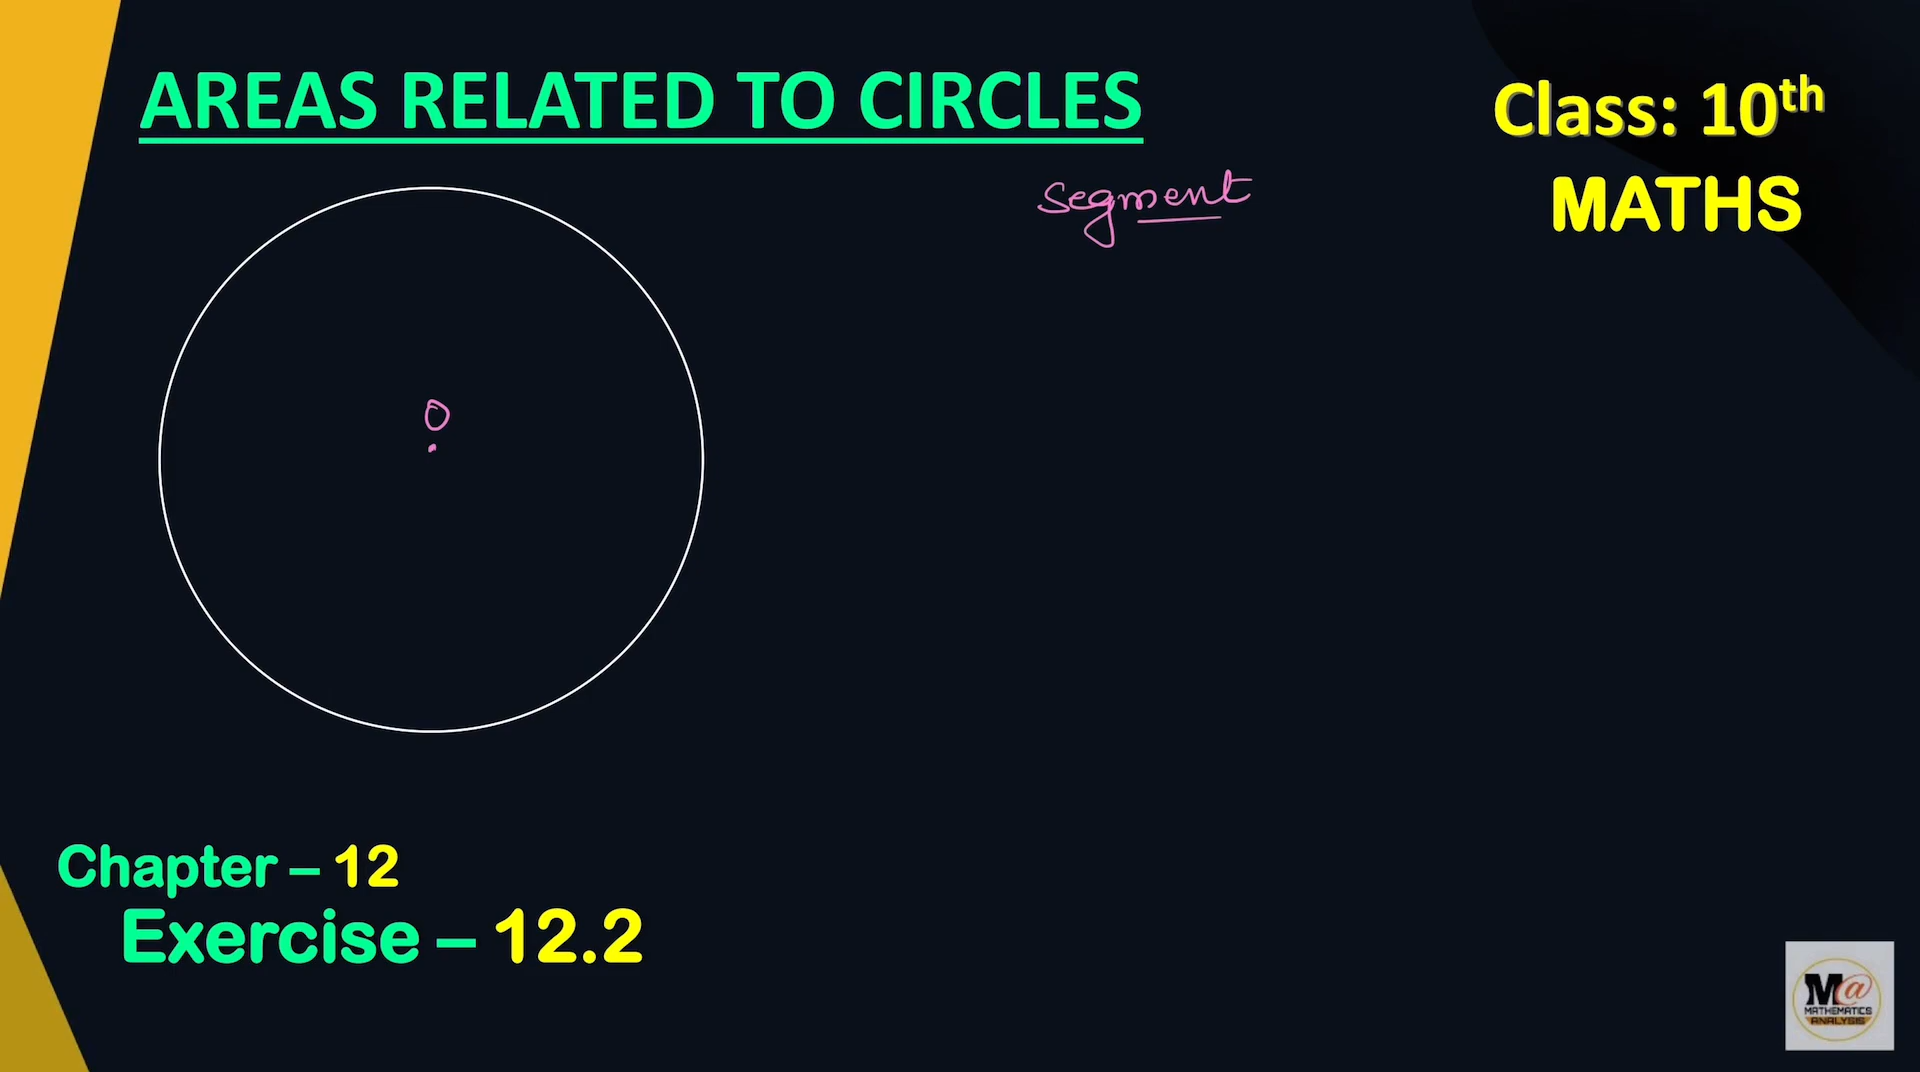 AREAS RELATED TO CIRCLES
Class: 10th
MATHS
segment
O
Chapter – 12
Exercise – 12.2
M@
MATHEMATICS
ANALYSIS